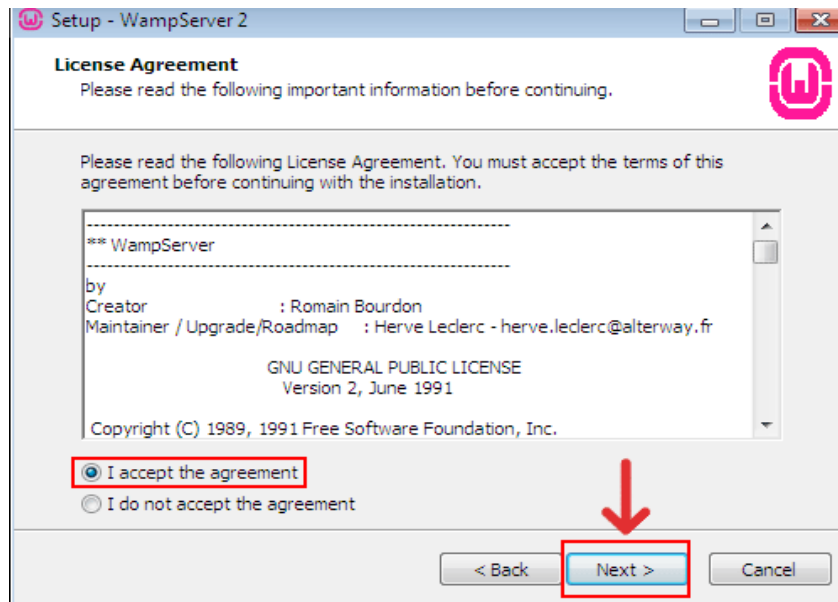 Setup - WampServer 2
License Agreement
Please read the following important information before continuing.
Please read the following License Agreement. You must accept the terms of this
agreement before continuing with the installation.
----------------------------------------------------------------
** WampServer
----------------------------------------------------------------
by
Creator : Romain Bourdon
Maintainer / Upgrade/Roadmap : Herve Leclerc - herve.leclerc@alterway.fr
GNU GENERAL PUBLIC LICENSE
Version 2, June 1991
Copyright (C) 1989, 1991 Free Software Foundation, Inc.
I accept the agreement
I do not accept the agreement
< Back Next > Cancel